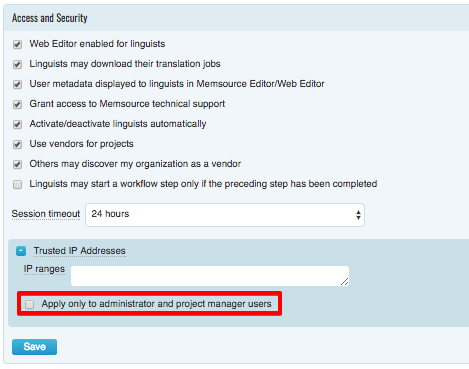 Access and Security
Web Editor enabled for linguists
Linguists may download their translation jobs
User metadata displayed to linguists in Memsource Editor/Web Editor
Grant access to Memsource technical support
Activate/deactivate linguists automatically
Use vendors for projects
Others may discover my organization as a vendor
Linguists may start a workflow step only if the preceding step has been completed
Session timeout 24 hours
Trusted IP Addresses
IP ranges
Apply only to administrator and project manager users
Save